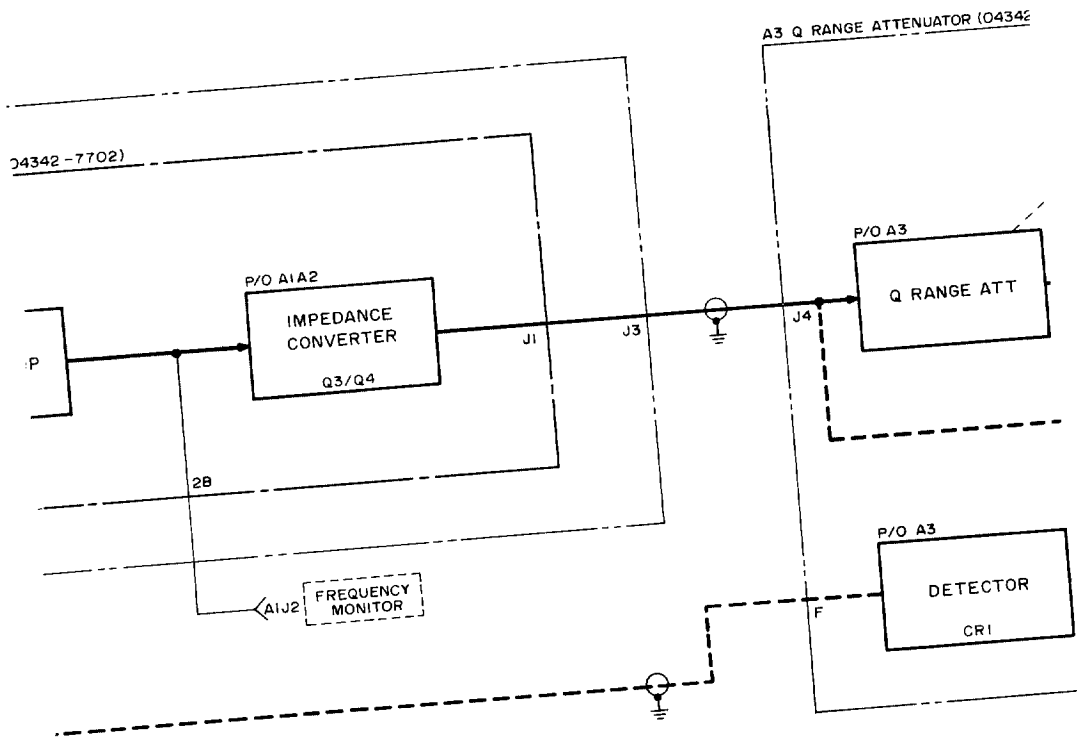 A3 Q RANGE ATTENUATOR (04342
04342-7702)
P/O A3
Q RANGE ATT
P/O A1A2
IMPEDANCE
CONVERTER
Q3/Q4
J1
J3
J4
P
2B
P/O A3
DETECTOR
CR1
F
A1J2
FREQUENCY
MONITOR